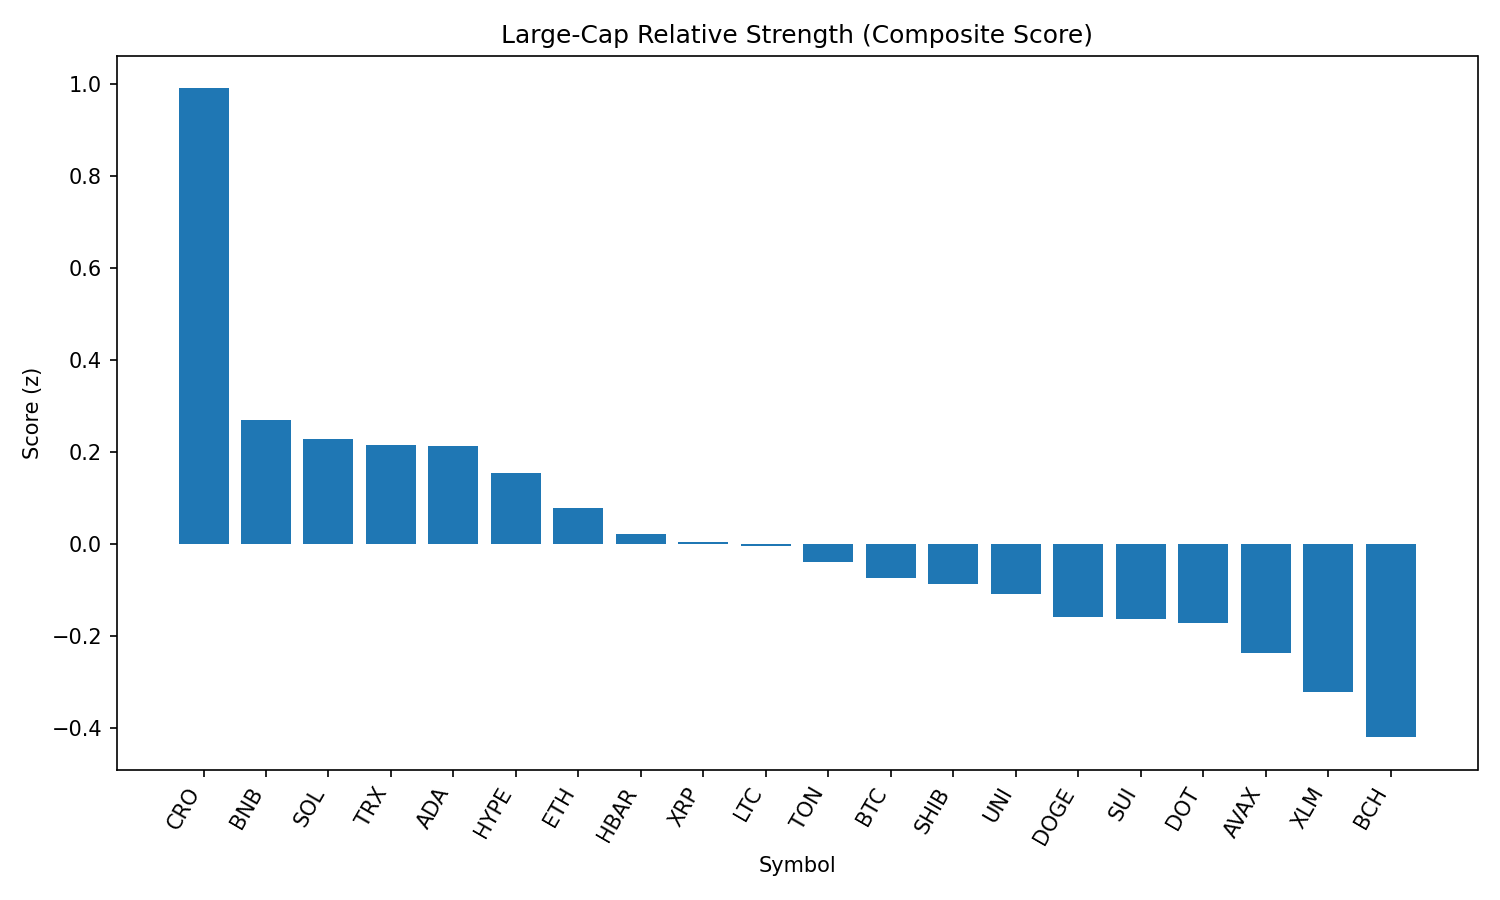 Large-Cap Relative Strength (Composite Score)
Score (z)
1.0
0.8
0.6
0.4
0.2
0.0
−0.2
−0.4
CRO
BNB
SOL
TRX
ADA
HYPE
ETH
HBAR
XRP
LTC
TON
BTC
SHIB
UNI
DOGE
SUI
DOT
AVAX
XLM
BCH
Symbol